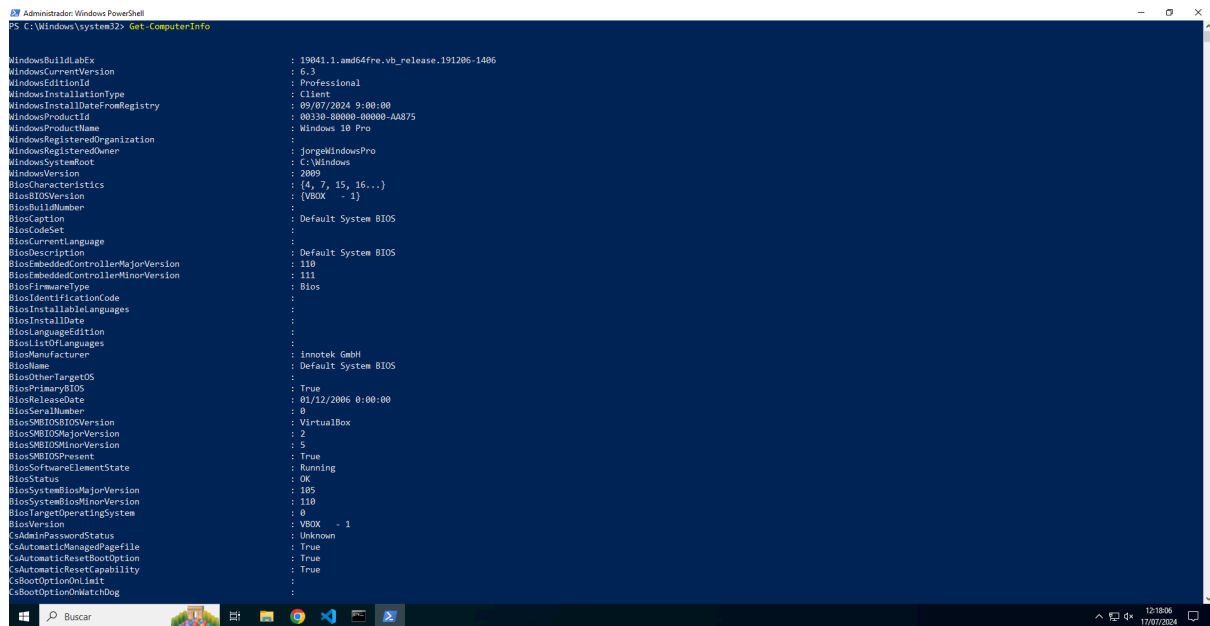 Administrador: Windows PowerShell
PS C:\Windows\system32> Get-ComputerInfo
WindowsBuildLabEx : 19041.1.amd64fre.vb_release.191206-1406
WindowsCurrentVersion : 6.3
WindowsEditionId : Professional
WindowsInstallationType : Client
WindowsInstallDateFromRegistry : 09/07/2024 9:00:00
WindowsProductId : 00330-80000-00000-AA875
WindowsProductName : Windows 10 Pro
WindowsRegisteredOrganization :
WindowsRegisteredOwner : jorgeWindowsPro
WindowsSystemRoot : C:\Windows
WindowsVersion : 2009
BiosCharacteristics : {4, 7, 15, 16...}
BiosBIOSVersion : {VBOX   - 1}
BiosBuildNumber :
BiosCaption : Default System BIOS
BiosCodeSet :
BiosCurrentLanguage :
BiosDescription : Default System BIOS
BiosEmbeddedControllerMajorVersion : 110
BiosEmbeddedControllerMinorVersion : 111
BiosFirmwareType : Bios
BiosIdentificationCode :
BiosInstallableLanguages :
BiosInstallDate :
BiosLanguageEdition :
BiosListOfLanguages :
BiosManufacturer : innotek GmbH
BiosName : Default System BIOS
BiosOtherTargetOS :
BiosPrimaryBIOS : True
BiosReleaseDate : 01/12/2006 0:00:00
BiosSeralNumber : 0
BiosSMBIOSBIOSVersion : VirtualBox
BiosSMBIOSMajorVersion : 2
BiosSMBIOSMinorVersion : 5
BiosSMBIOSPresent : True
BiosSoftwareElementState : Running
BiosStatus : OK
BiosSystemBiosMajorVersion : 105
BiosSystemBiosMinorVersion : 110
BiosTargetOperatingSystem : 0
BiosVersion : VBOX   - 1
CsAdminPasswordStatus : Unknown
CsAutomaticManagedPagefile : True
CsAutomaticResetBootOption : True
CsAutomaticResetCapability : True
CsBootOptionOnLimit :
CsBootOptionOnWatchDog :
Buscar
12:18:06
17/07/2024